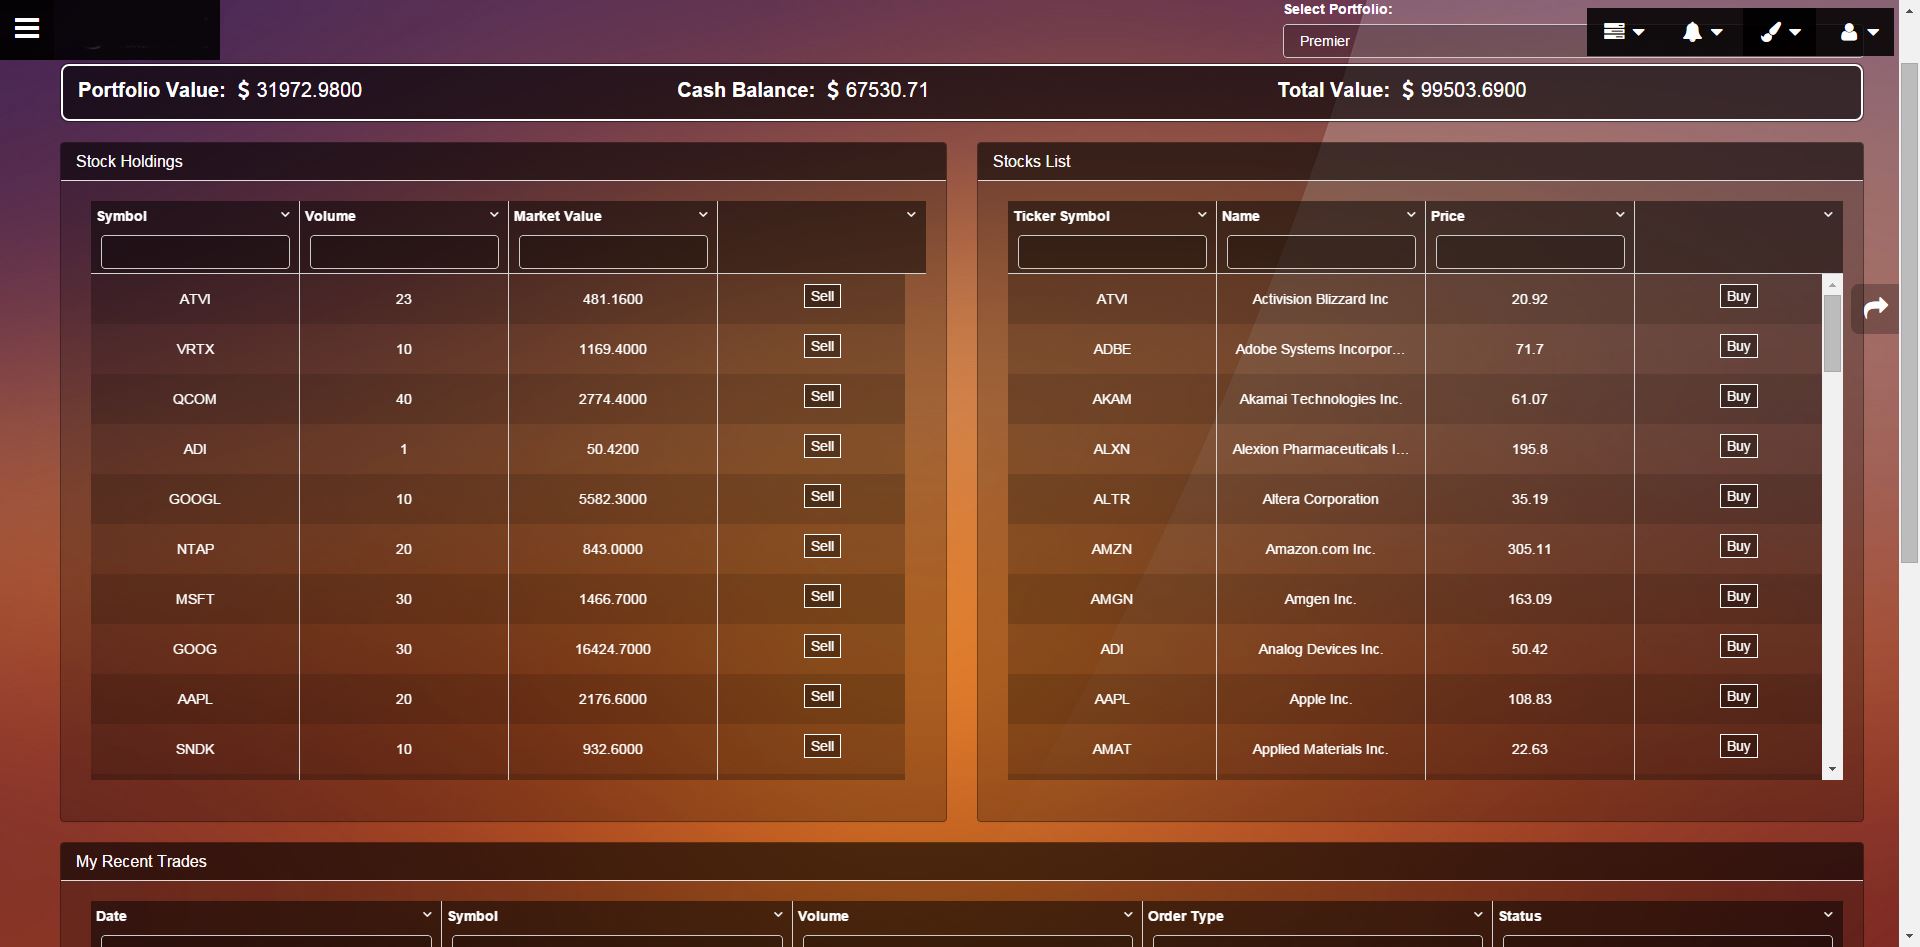 Select Portfolio:
Premier
Portfolio Value: $ 31972.9800 Cash Balance: $ 67530.71 Total Value: $ 99503.6900
Stock Holdings
Symbol Volume Market Value
ATVI 23 481.1600 Sell
VRTX 10 1169.4000 Sell
QCOM 40 2774.4000 Sell
ADI 1 50.4200 Sell
GOOGL 10 5582.3000 Sell
NTAP 20 843.0000 Sell
MSFT 30 1466.7000 Sell
GOOG 30 16424.7000 Sell
AAPL 20 2176.6000 Sell
SNDK 10 932.6000 Sell
Stocks List
Ticker Symbol Name Price
ATVI Activision Blizzard Inc 20.92 Buy
ADBE Adobe Systems Incorpor... 71.7 Buy
AKAM Akamai Technologies Inc. 61.07 Buy
ALXN Alexion Pharmaceuticals I... 195.8 Buy
ALTR Altera Corporation 35.19 Buy
AMZN Amazon.com Inc. 305.11 Buy
AMGN Amgen Inc. 163.09 Buy
ADI Analog Devices Inc. 50.42 Buy
AAPL Apple Inc. 108.83 Buy
AMAT Applied Materials Inc. 22.63 Buy
My Recent Trades
Date Symbol Volume Order Type Status